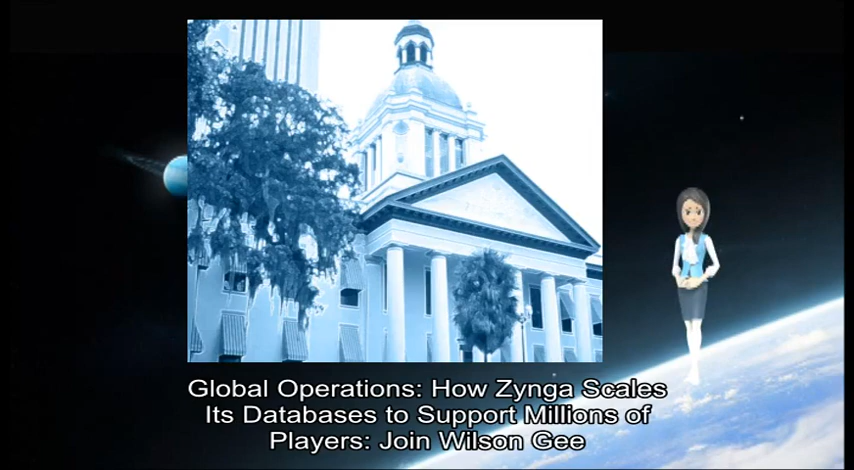 Global Operations: How Zynga Scales
Its Databases to Support Millions of
Players: Join Wilson Gee